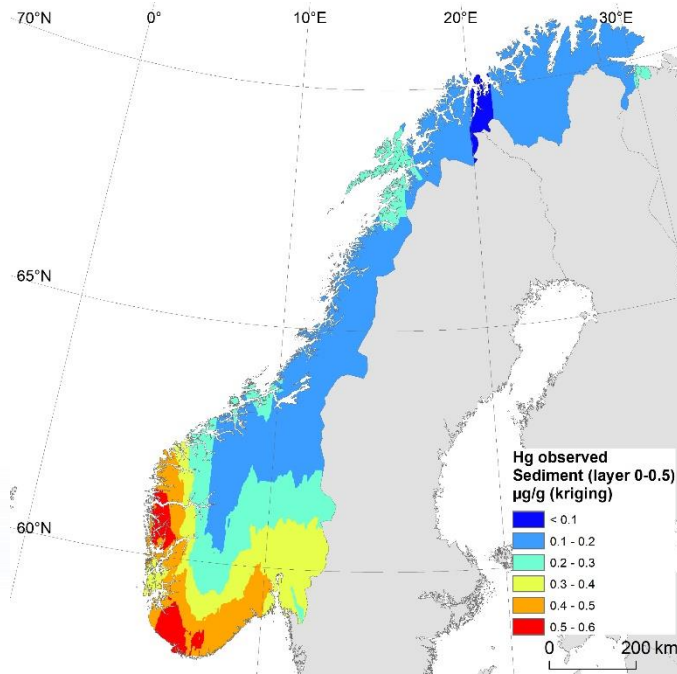 70°N
0°
10°E
20°E
30°E
65°N
60°N
Hg observed
Sediment (layer 0-0.5)
µg/g (kriging)
< 0.1
0.1 - 0.2
0.2 - 0.3
0.3 - 0.4
0.4 - 0.5
0.5 - 0.6
0 200 km